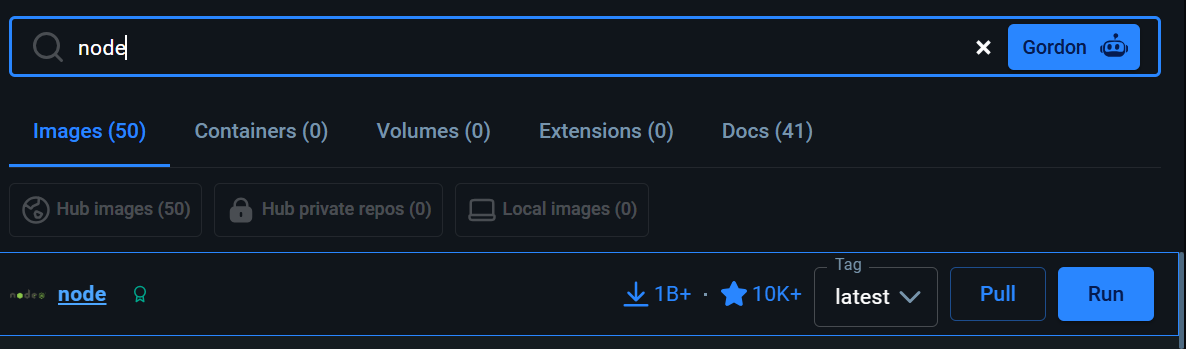 node
Gordon
Images (50) Containers (0) Volumes (0) Extensions (0) Docs (41)
Hub images (50) Hub private repos (0) Local images (0)
Tag
node node 1B+ · 10K+ latest Pull Run